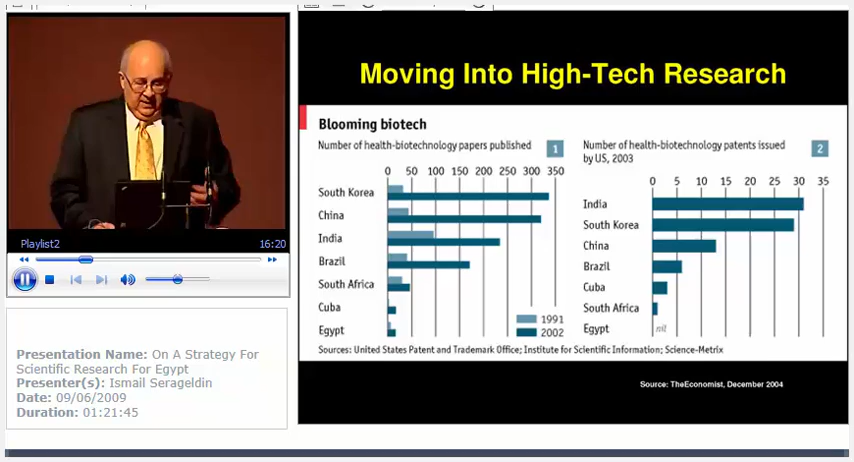 Moving Into High-Tech Research
Blooming biotech
Number of health-biotechnology papers published
1
0 50 100 150 200 250 300 350
South Korea
China
India
Brazil
South Africa
Cuba
Egypt
1991
2002
Number of health-biotechnology patents issued
by US, 2003
2
0 5 10 15 20 25 30 35
India
South Korea
China
Brazil
Cuba
South Africa
Egypt nil
Sources: United States Patent and Trademark Office; Institute for Scientific Information; Science-Metrix
Source: TheEconomist, December 2004
Playlist2 16:20
Presentation Name: On A Strategy For
Scientific Research For Egypt
Presenter(s): Ismail Serageldin
Date: 09/06/2009
Duration: 01:21:45